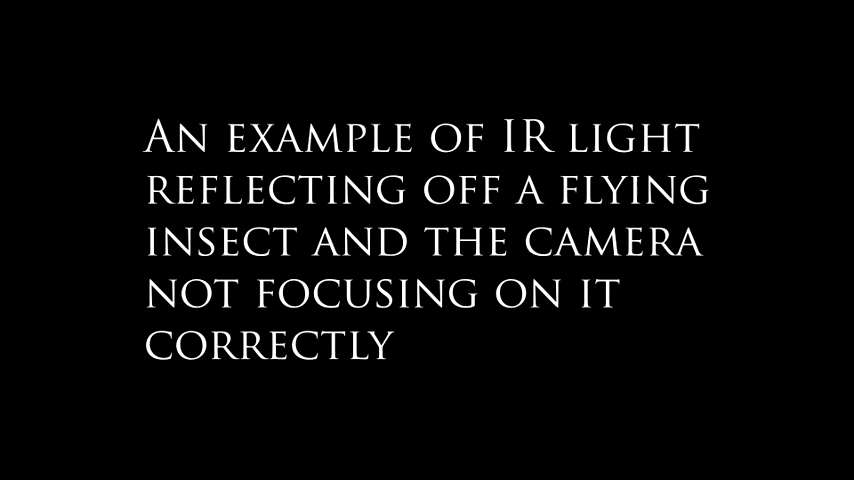 An example of IR light
reflecting off a flying
insect and the camera
not focusing on it
correctly